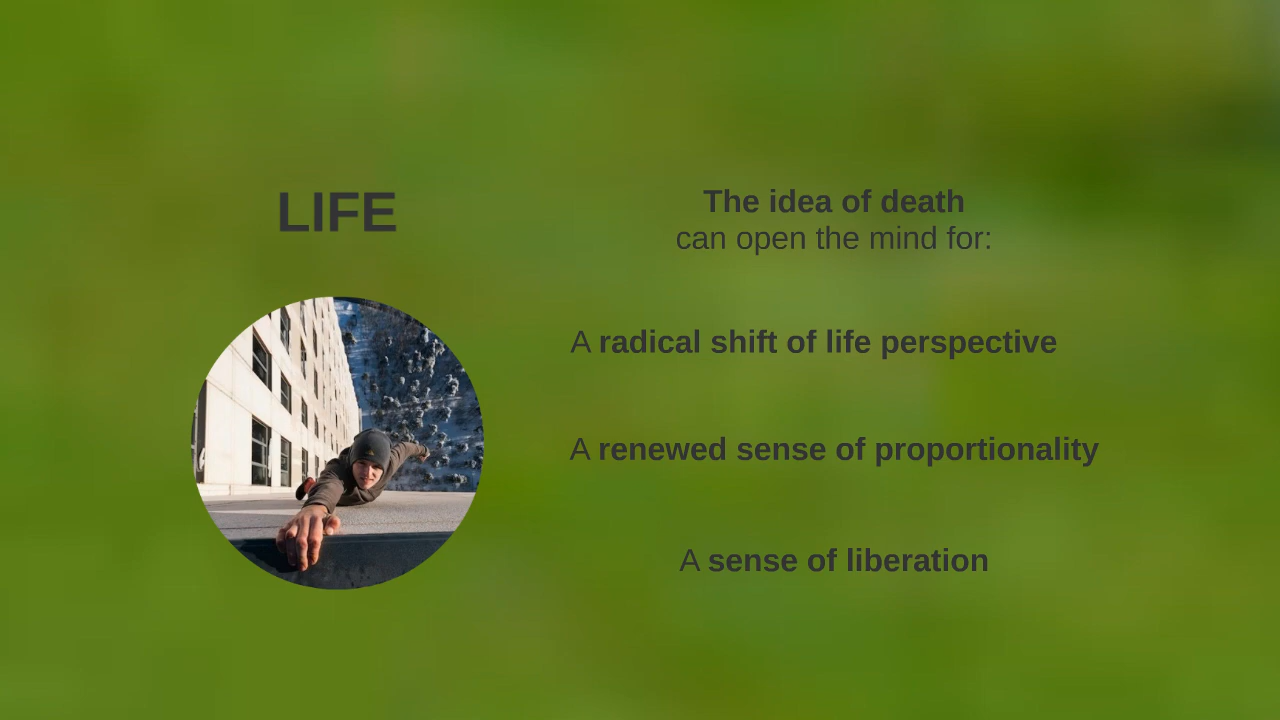 LIFE
The idea of death
can open the mind for:
A radical shift of life perspective
A renewed sense of proportionality
A sense of liberation